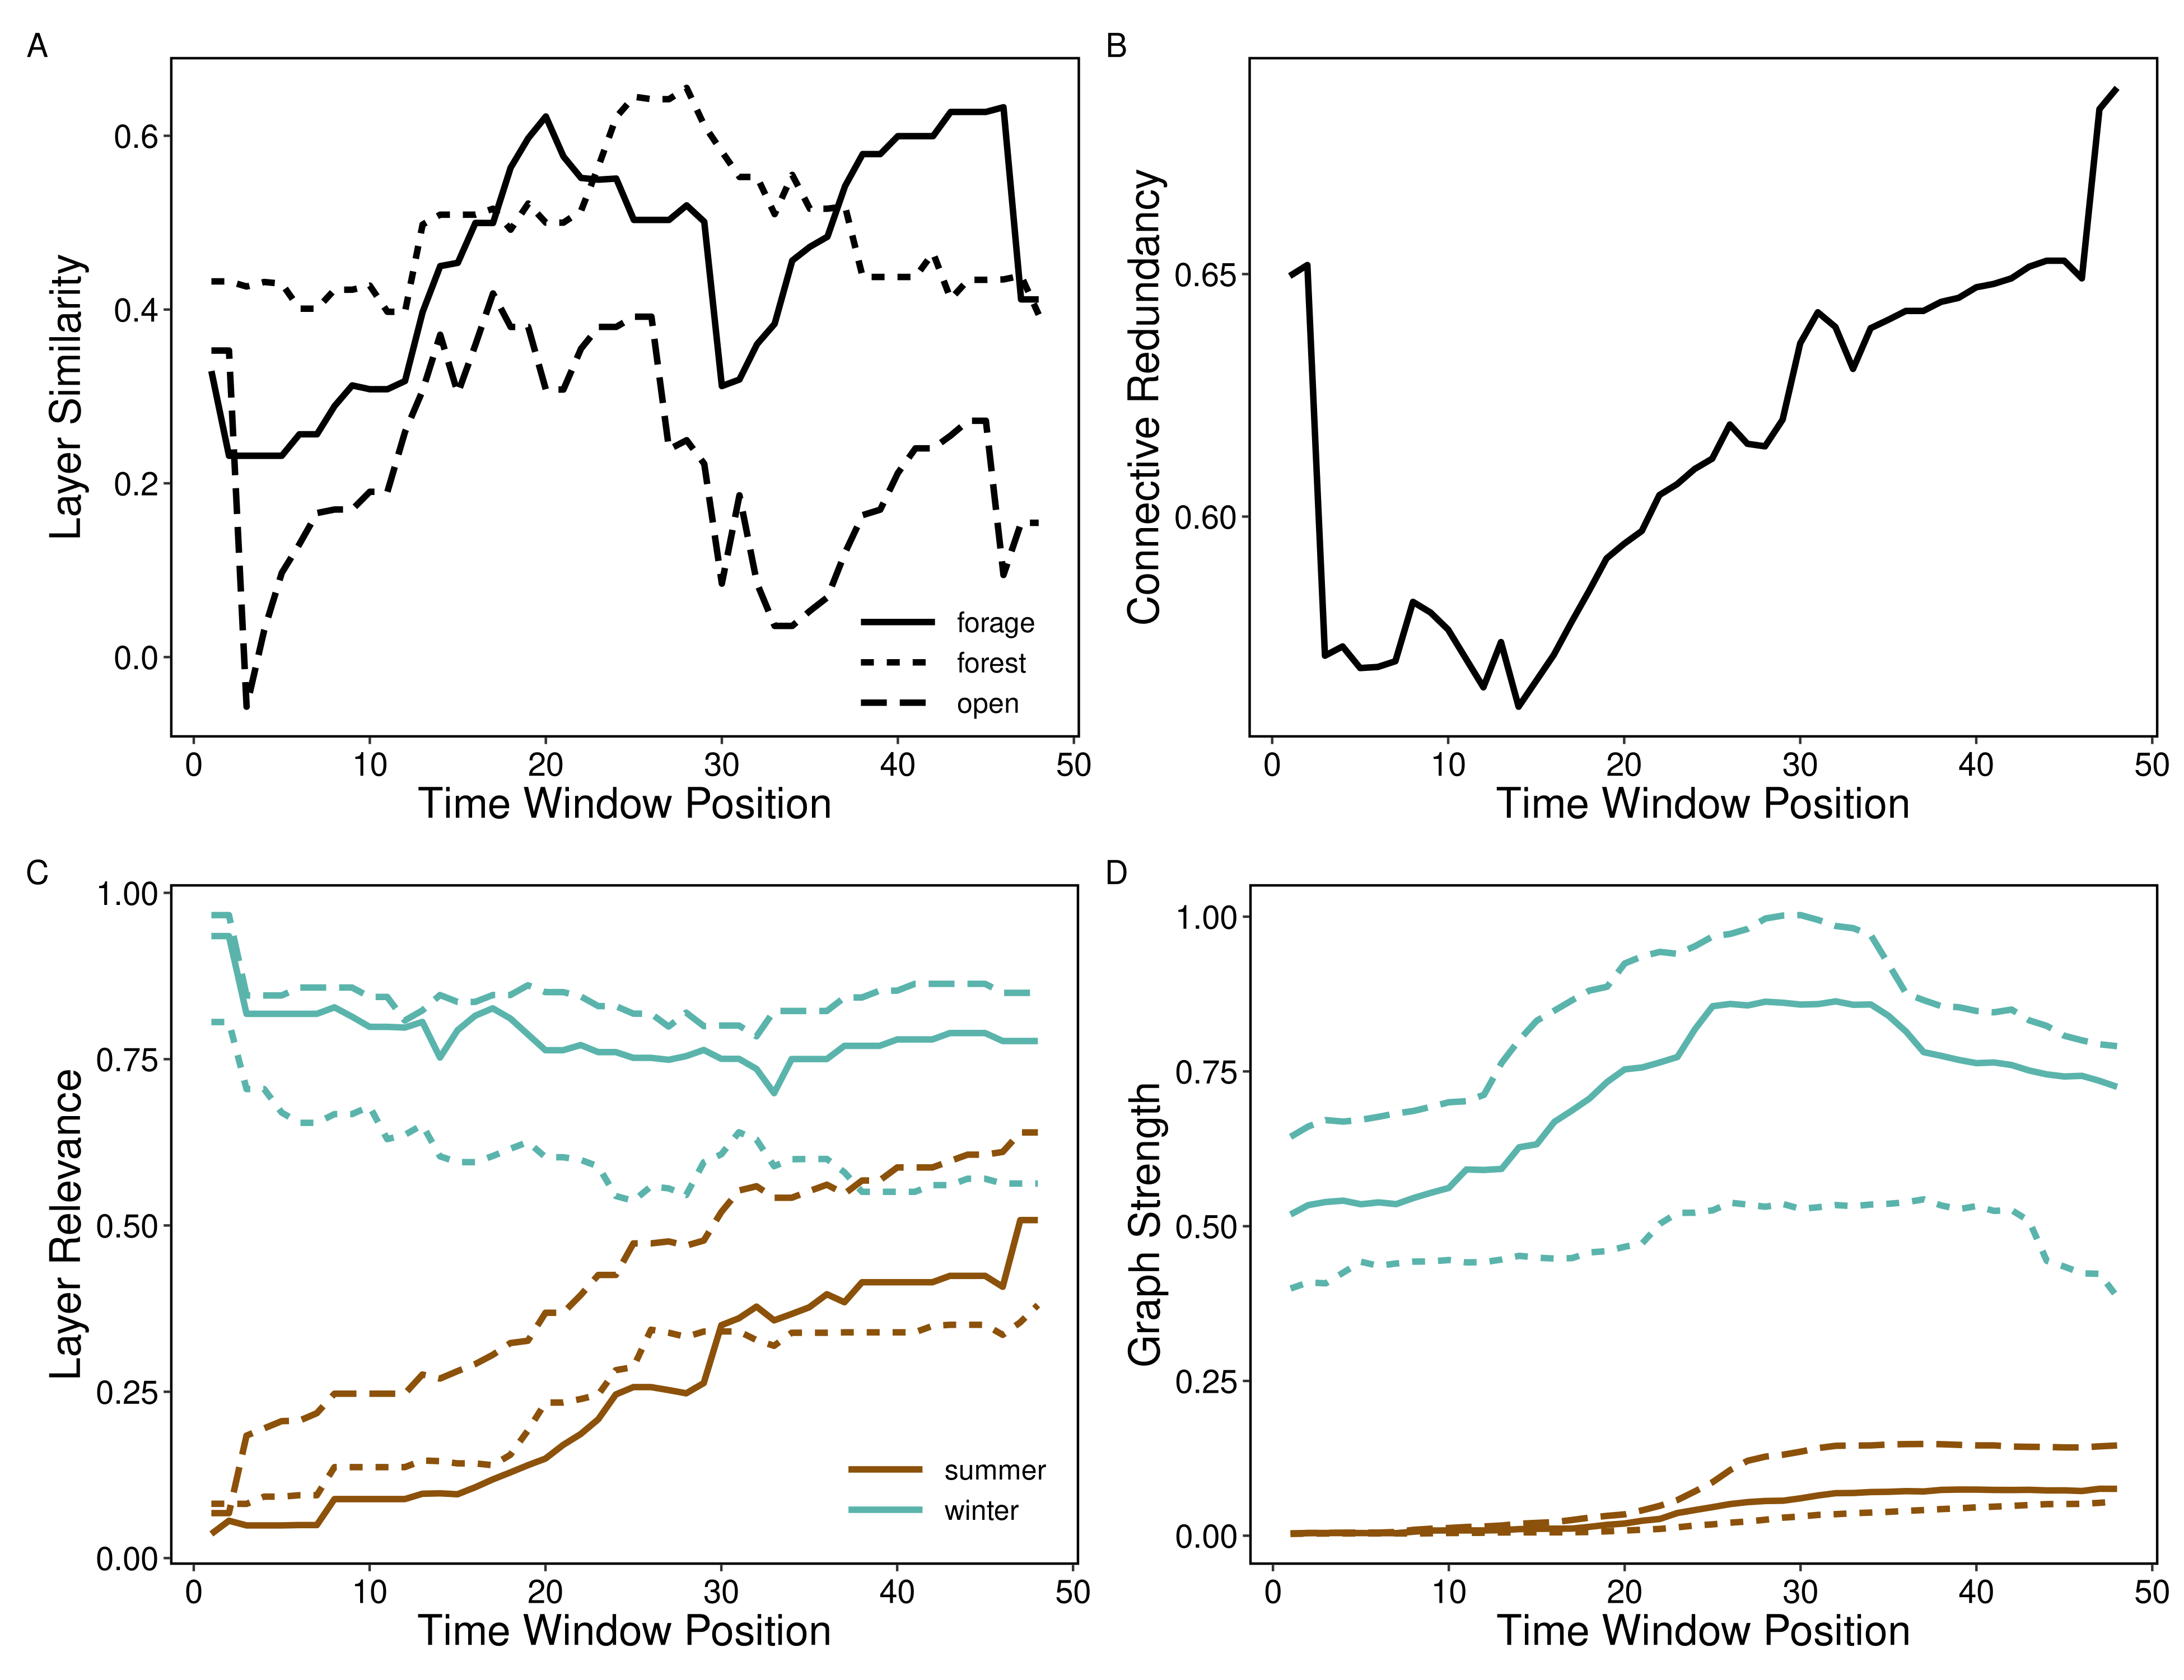 A
Layer Similarity
0.6
0.4
0.2
0.0
forage
forest
open
0 10 20 30 40 50
Time Window Position
B
Connective Redundancy
0.65
0.60
0 10 20 30 40 50
Time Window Position
C
Layer Relevance
1.00
0.75
0.50
0.25
0.00
summer
winter
0 10 20 30 40 50
Time Window Position
D
Graph Strength
1.00
0.75
0.50
0.25
0.00
0 10 20 30 40 50
Time Window Position